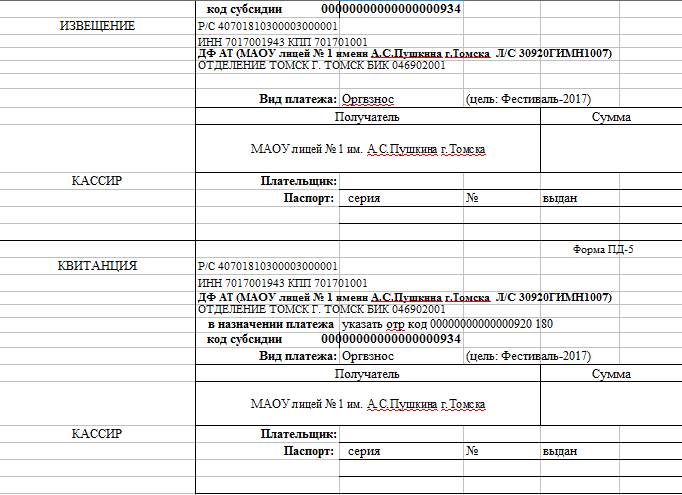 код субсидии 00000000000000000934
ИЗВЕЩЕНИЕ Р/С 40701810300003000001
ИНН 7017001943 КПП 701701001
ДФ АТ (МАОУ лицей № 1 имени А.С.Пушкина г.Томска Л/С 30920ГИМН1007)
ОТДЕЛЕНИЕ ТОМСК Г. ТОМСК БИК 046902001
Вид платежа: Оргвзнос (цель: Фестиваль-2017)
Получатель Сумма
МАОУ лицей № 1 им. А.С.Пушкина г.Томска
КАССИР Плательщик:
Паспорт: серия № выдан
Форма ПД-5
КВИТАНЦИЯ Р/С 40701810300003000001
ИНН 7017001943 КПП 701701001
ДФ АТ (МАОУ лицей № 1 имени А.С.Пушкина г.Томска Л/С 30920ГИМН1007)
ОТДЕЛЕНИЕ ТОМСК Г. ТОМСК БИК 046902001
в назначении платежа указать отр код 00000000000000920 180
код субсидии 00000000000000000934
Вид платежа: Оргвзнос (цель: Фестиваль-2017)
Получатель Сумма
МАОУ лицей № 1 им. А.С.Пушкина г.Томска
КАССИР Плательщик:
Паспорт: серия № выдан